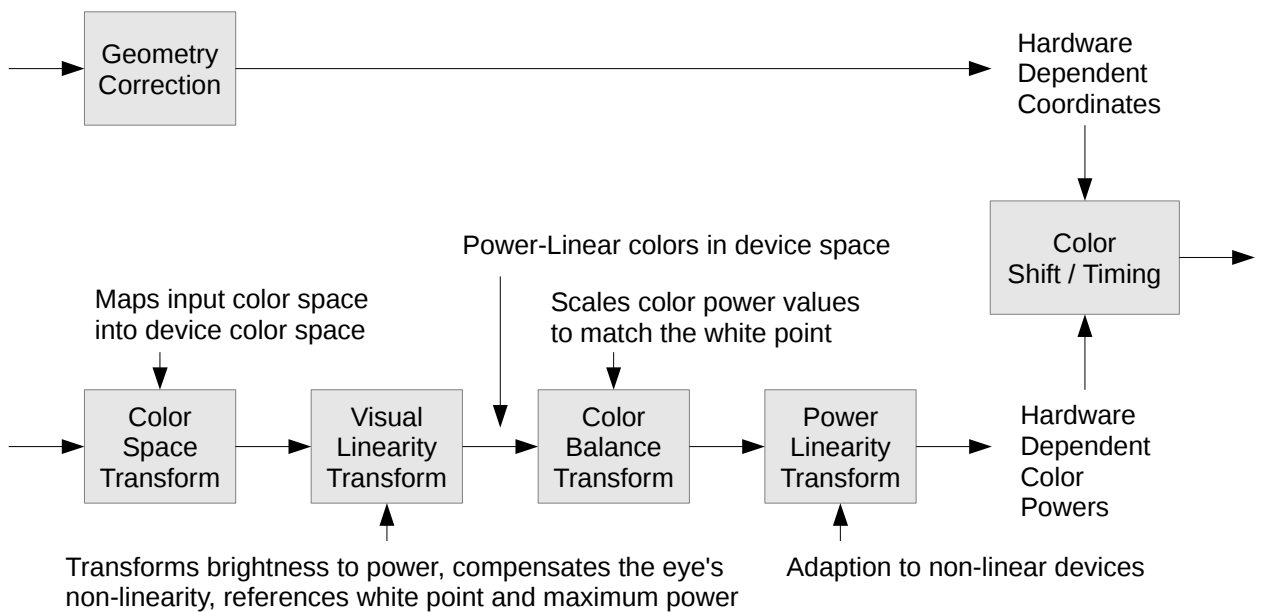 Geometry
Correction
Hardware
Dependent
Coordinates
Color
Shift / Timing
Power-Linear colors in device space
Maps input color space
into device color space
Scales color power values
to match the white point
Color
Space
Transform
Visual
Linearity
Transform
Color
Balance
Transform
Power
Linearity
Transform
Hardware
Dependent
Color
Powers
Transforms brightness to power, compensates the eye's
non-linearity, references white point and maximum power
Adaption to non-linear devices